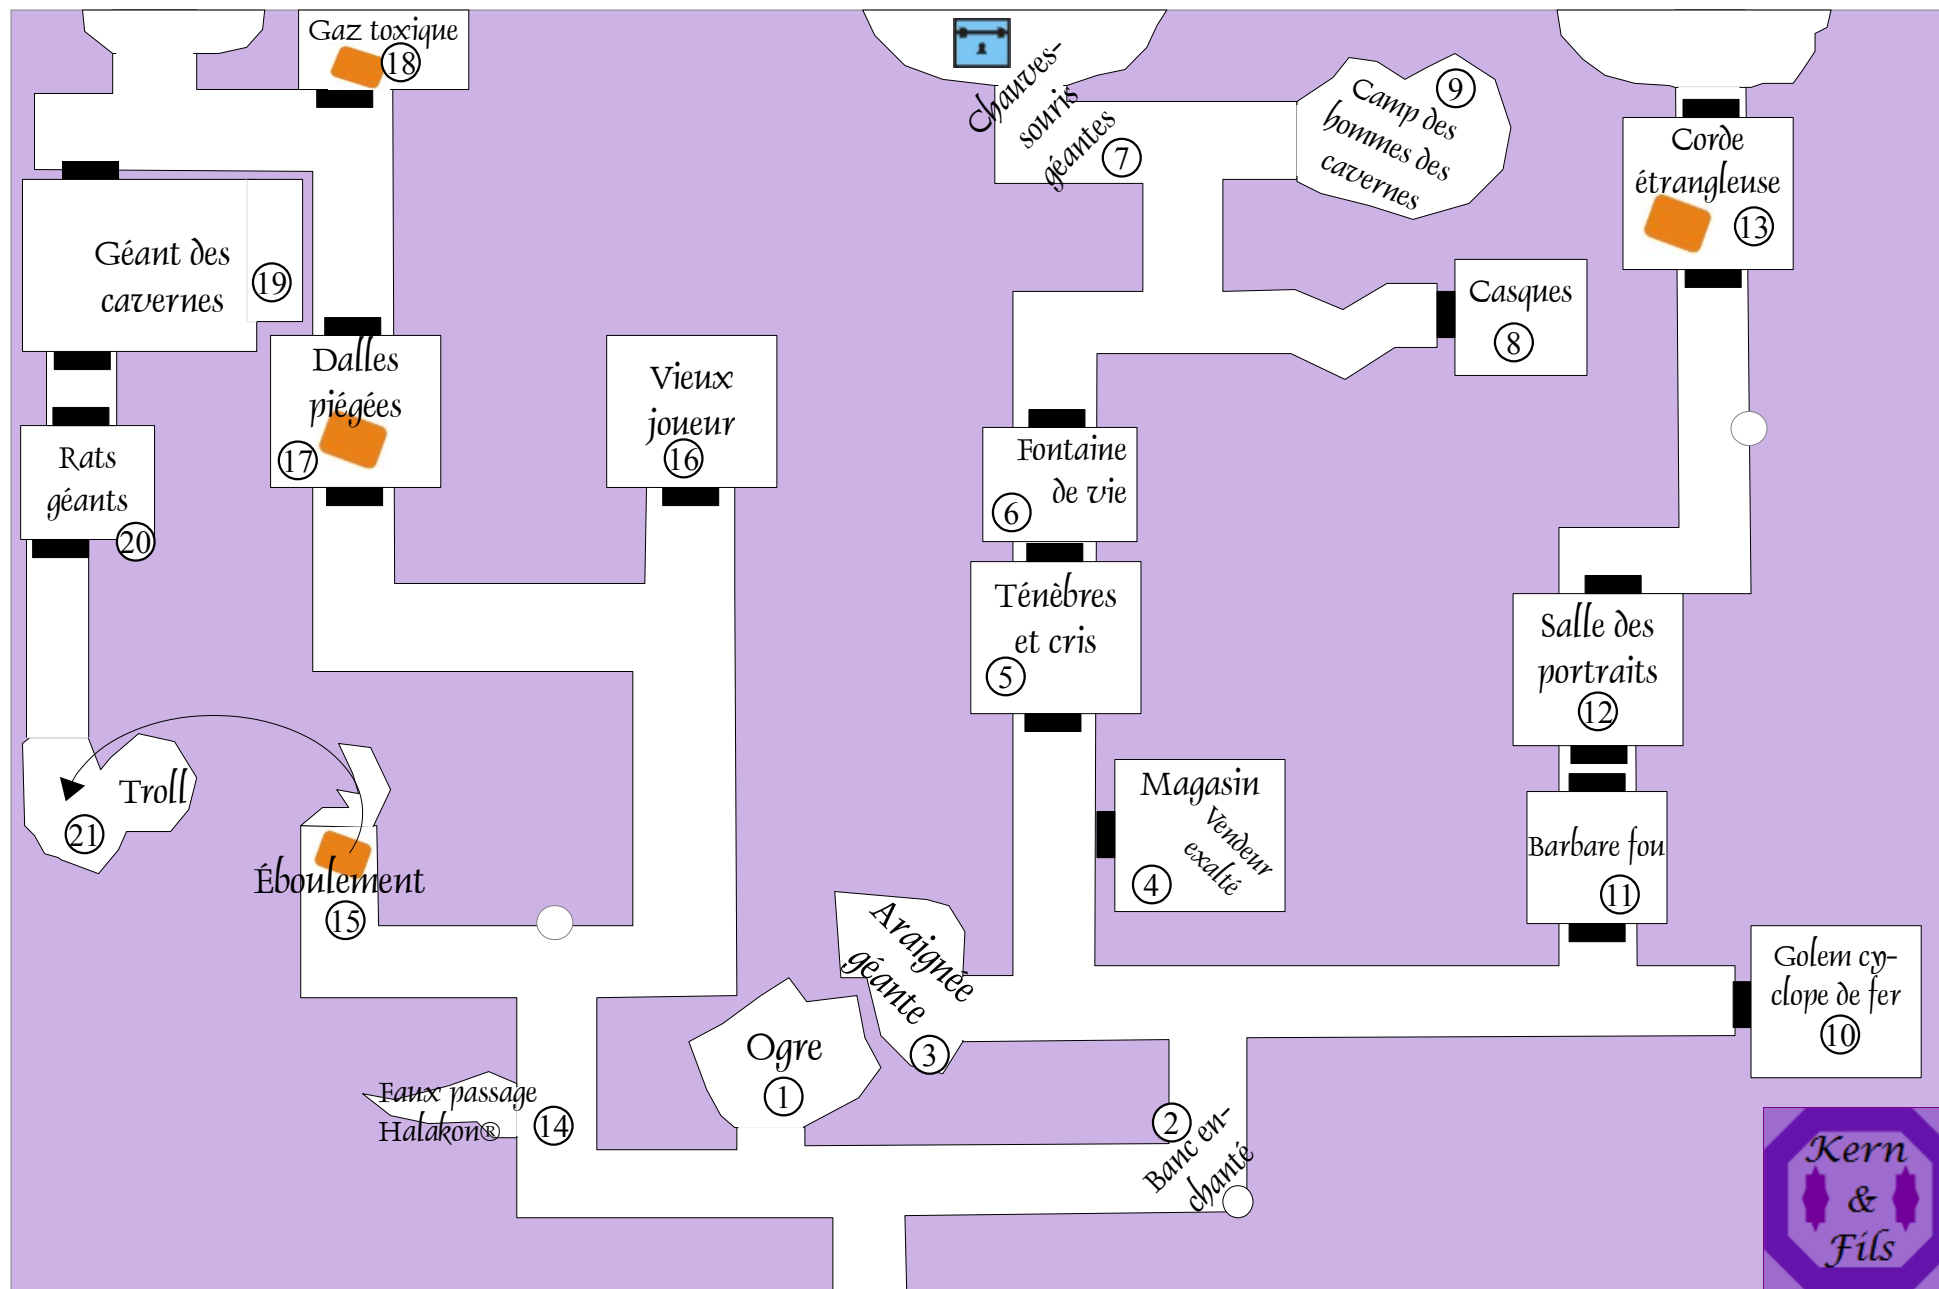 Gaz toxique
18
Chauves-
souris
géantes
7
Camp des
hommes des
cavernes
9
Corde
étrangleuse
13
Géant des
cavernes
19
Casques
8
Dalles
piégées
17
Vieux
joueur
16
Fontaine
de vie
6
Rats
géants
20
Ténèbres
et cris
5
Salle des
portraits
12
Troll
21
Magasin
Vendeur
exalté
4
Barbare fou
11
Éboulement
15
Araignée
géante
3
Golem cy-
clope de fer
10
Ogre
1
Faux passage
Halakon®
14
2
Banc en-
chanté
Kern
&
Fils